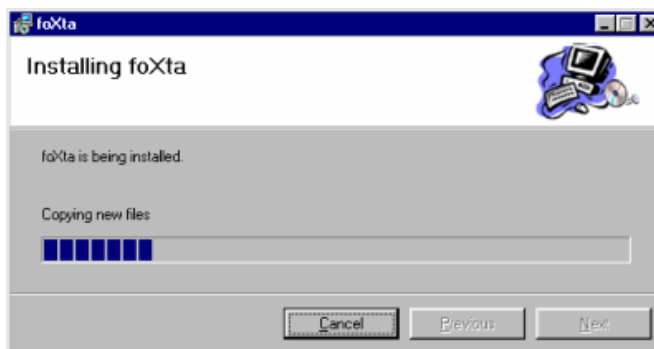 foXta
Installing foXta
foXta is being installed.
Copying new files
Cancel
Previous
Next